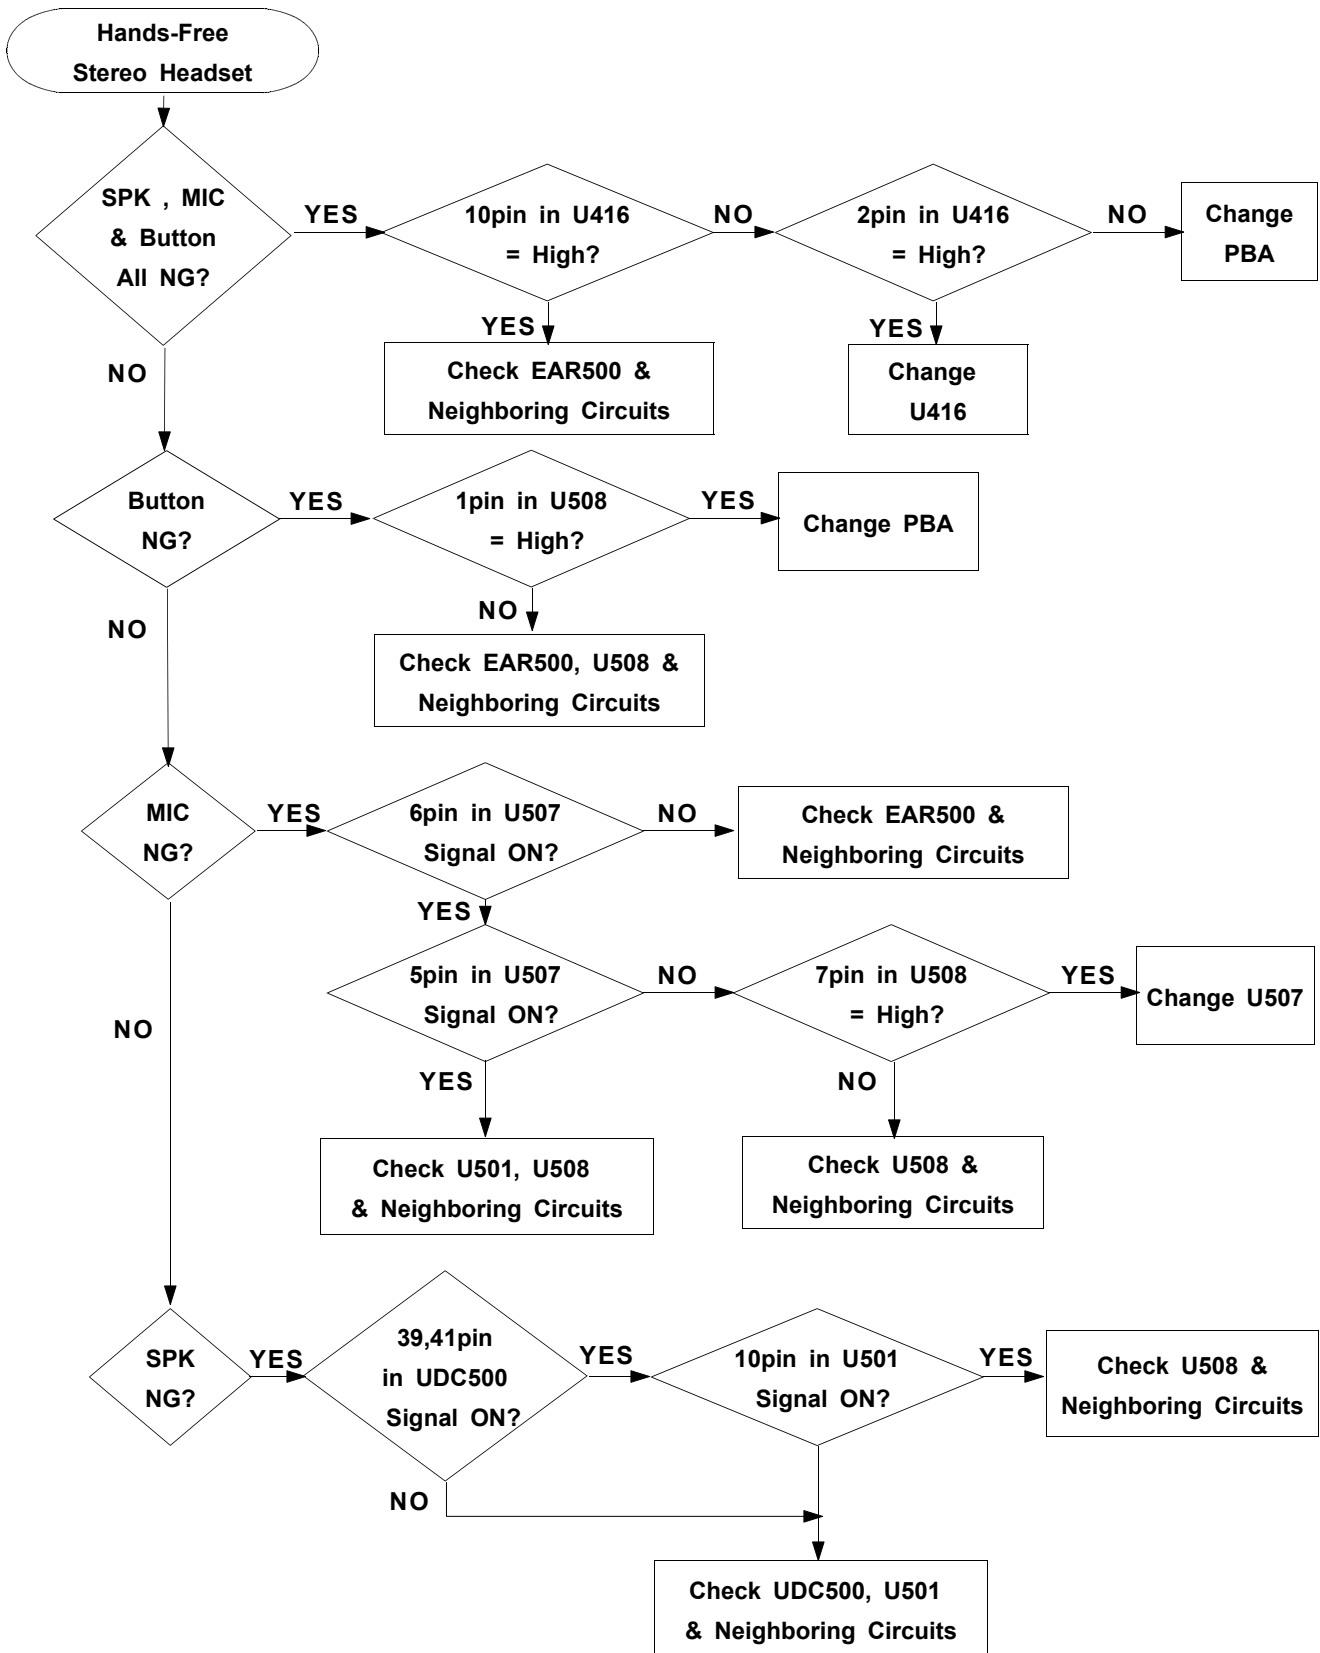 Hands-Free
Stereo Headset
SPK , MIC
& Button
All NG?
YES
10pin in U416
= High?
NO
2pin in U416
= High?
NO
Change
PBA
YES
Check EAR500 &
Neighboring Circuits
YES
Change
U416
NO
Button
NG?
YES
1pin in U508
= High?
YES
Change PBA
NO
Check EAR500, U508 &
Neighboring Circuits
NO
MIC
NG?
YES
6pin in U507
Signal ON?
NO
Check EAR500 &
Neighboring Circuits
YES
5pin in U507
Signal ON?
NO
7pin in U508
= High?
YES
Change U507
YES
Check U501, U508
& Neighboring Circuits
NO
Check U508 &
Neighboring Circuits
NO
SPK
NG?
YES
39,41pin
in UDC500
Signal ON?
YES
10pin in U501
Signal ON?
YES
Check U508 &
Neighboring Circuits
NO
Check UDC500, U501
& Neighboring Circuits